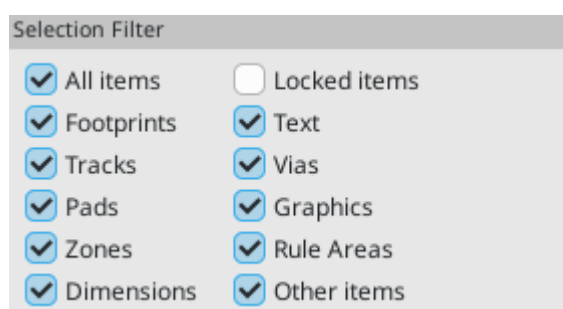 Selection Filter
All items Locked items
Footprints Text
Tracks Vias
Pads Graphics
Zones Rule Areas
Dimensions Other items